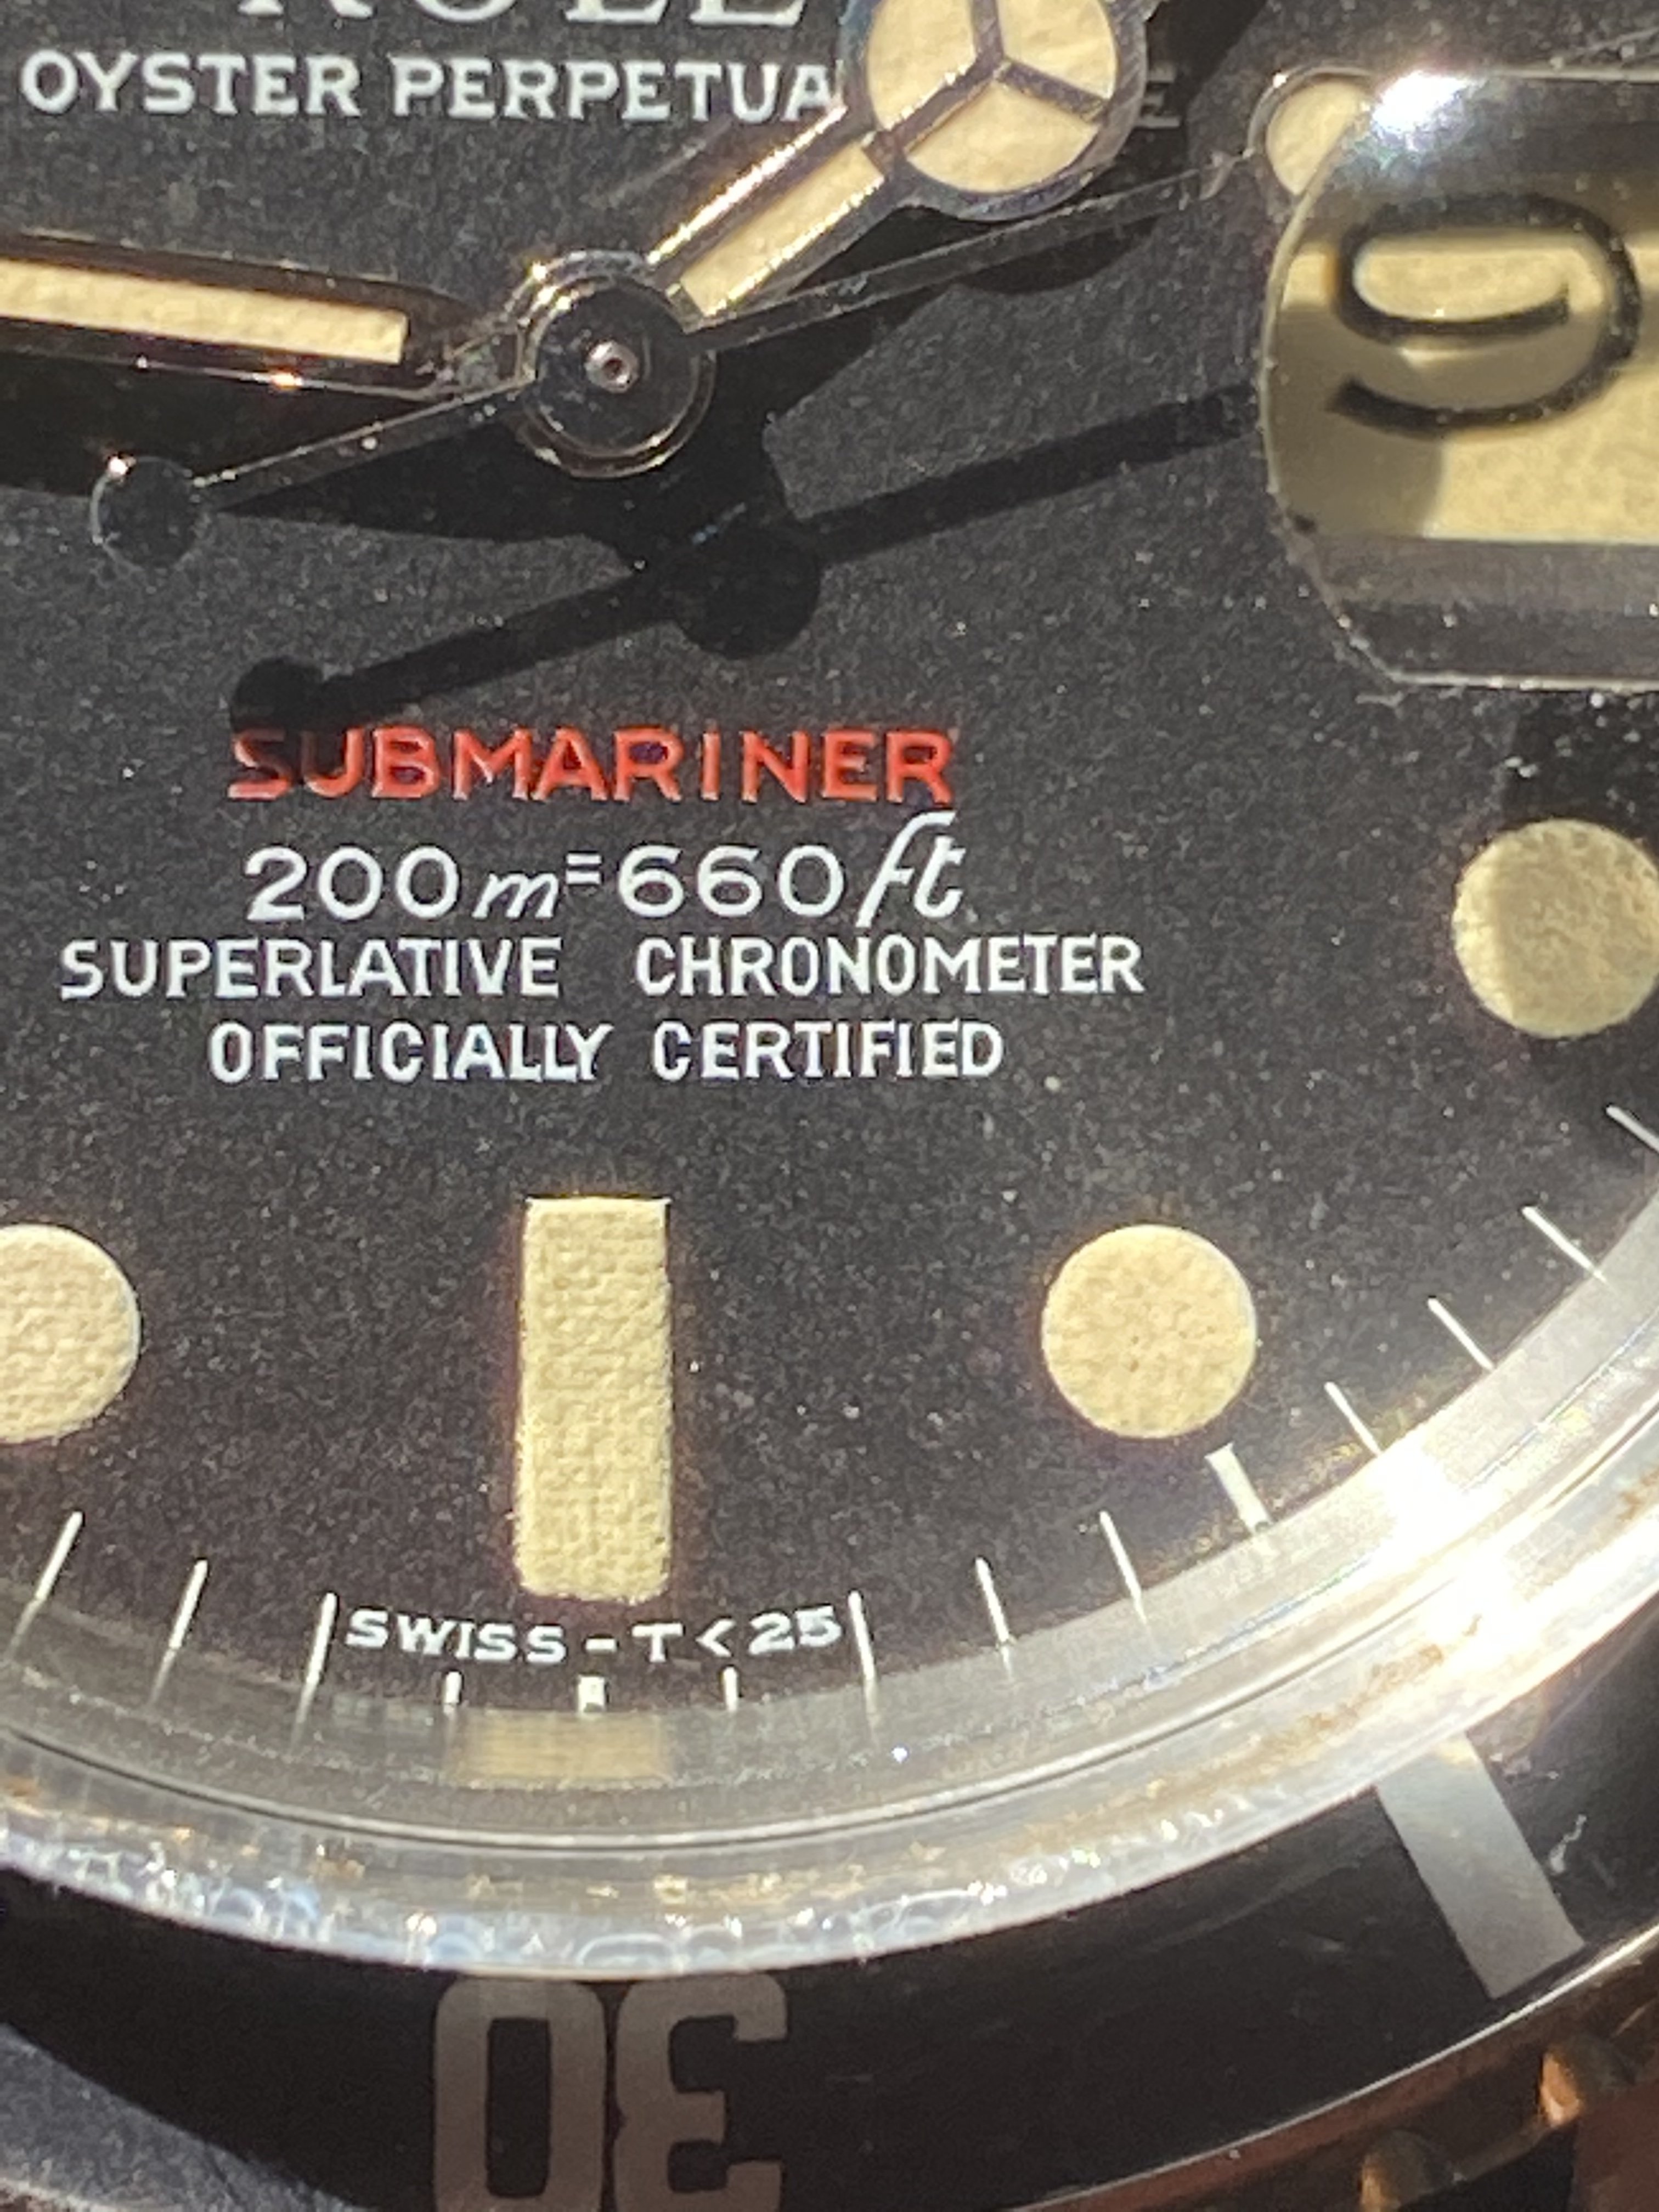 OYSTER PERPETUA
SUBMARINER
200m=660ft
SUPERLATIVE CHRONOMETER
OFFICIALLY CERTIFIED
SWISS - T < 25
30